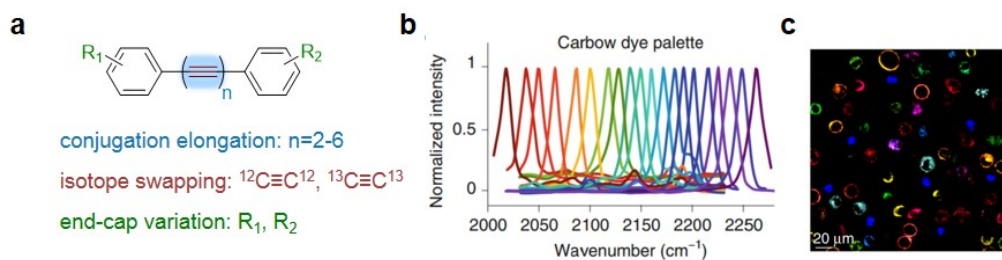 a
R₁
R₂
n
conjugation elongation: n=2-6
isotope swapping: ¹²C≡C¹², ¹³C≡C¹³
end-cap variation: R₁, R₂
b
Carbow dye palette
Normalized intensity
1
0.5
0
2000
2050
2100
2150
2200
2250
Wavenumber (cm⁻¹)
c
20 μm